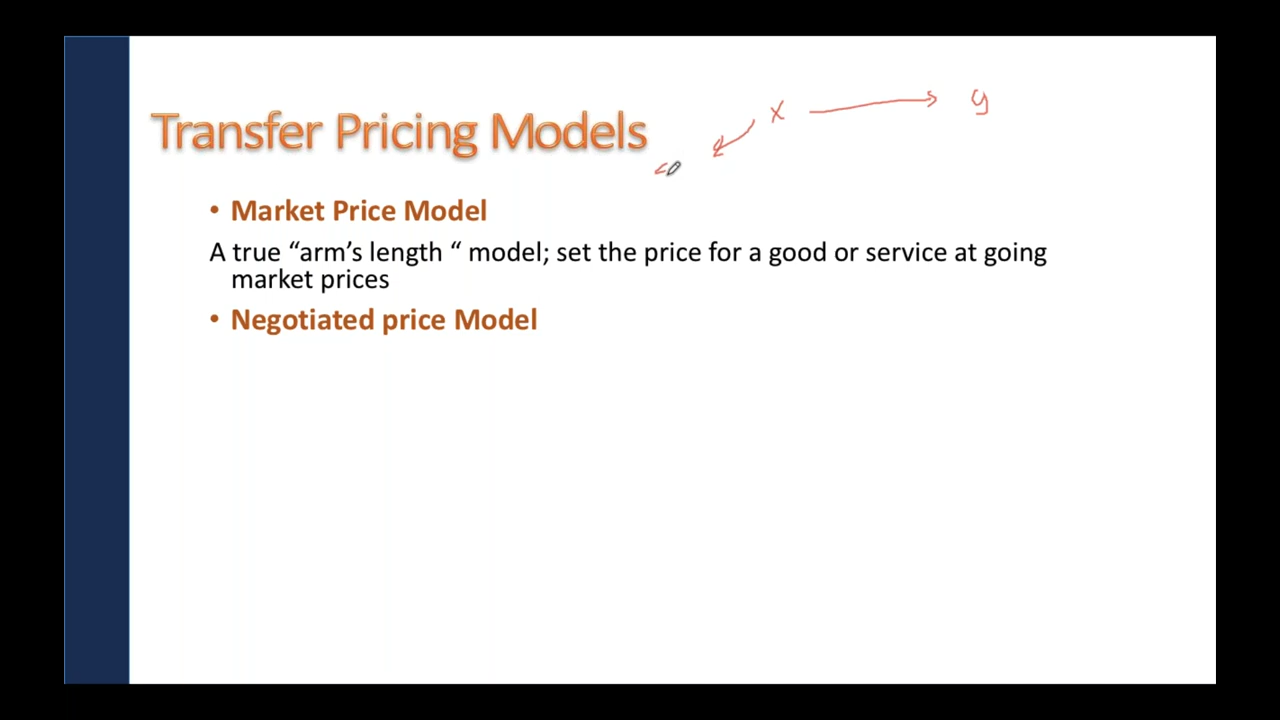 Transfer Pricing Models
x
y
• Market Price Model
A true “arm’s length “ model; set the price for a good or service at going
market prices
• Negotiated price Model